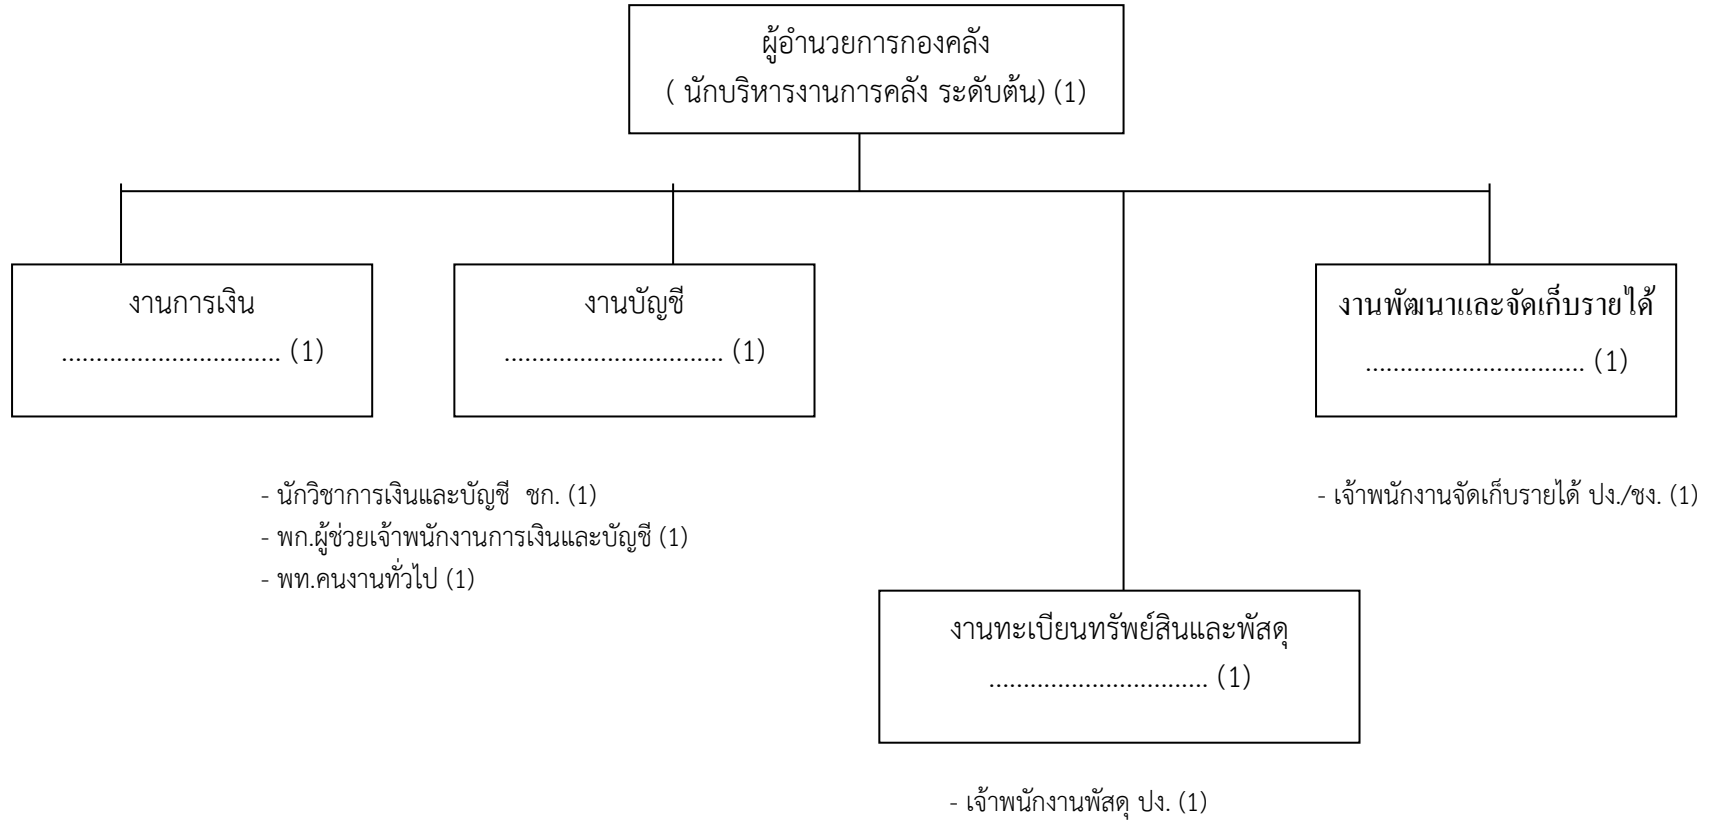 ผู้อำนวยการกองคลัง
( นักบริหารงานการคลัง ระดับต้น) (1)
งานการเงิน
................................ (1)
งานบัญชี
................................ (1)
งานพัฒนาและจัดเก็บรายได้
................................ (1)
- นักวิชาการเงินและบัญชี ชก. (1)
- พก.ผู้ช่วยเจ้าพนักงานการเงินและบัญชี (1)
- พท.คนงานทั่วไป (1)
- เจ้าพนักงานจัดเก็บรายได้ ปง./ชง. (1)
งานทะเบียนทรัพย์สินและพัสดุ
................................ (1)
- เจ้าพนักงานพัสดุ ปง. (1)